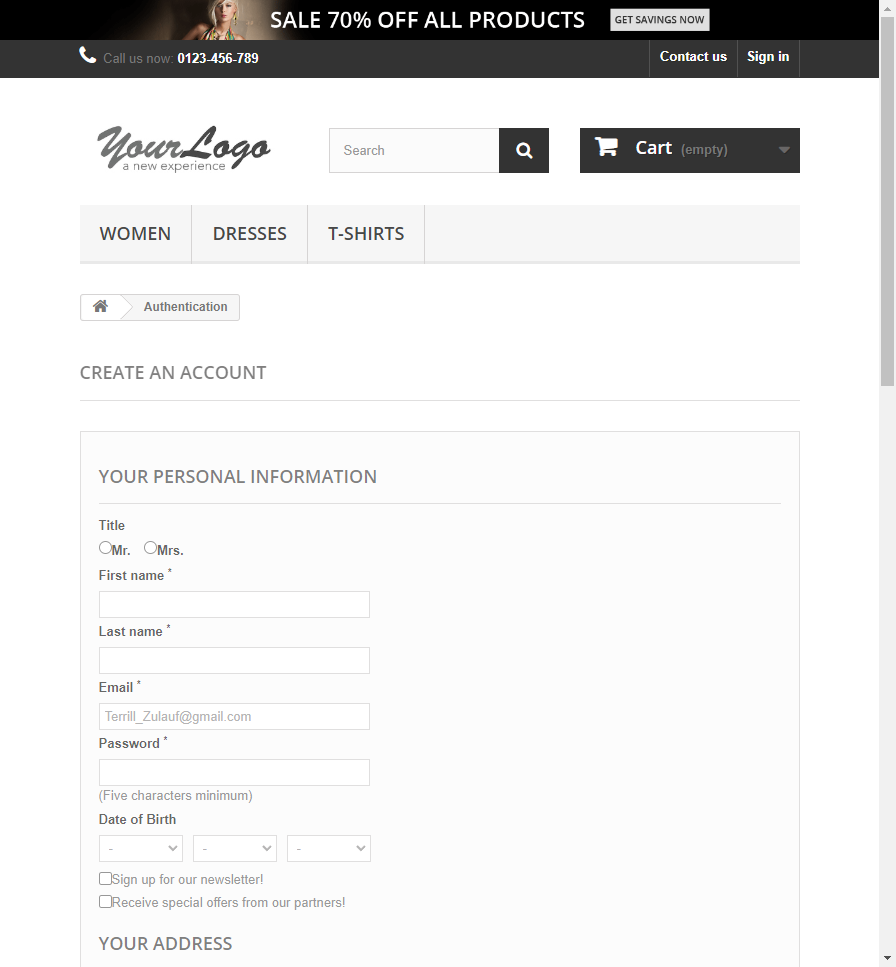 SALE 70% OFF ALL PRODUCTS GET SAVINGS NOW
Call us now: 0123-456-789 Contact us Sign in
YourLogo
a new experience
Search
Cart (empty)
WOMEN DRESSES T-SHIRTS
Authentication
CREATE AN ACCOUNT
YOUR PERSONAL INFORMATION
Title
Mr. Mrs.
First name *
Last name *
Email *
Terrill_Zulauf@gmail.com
Password *
(Five characters minimum)
Date of Birth
- - -
Sign up for our newsletter!
Receive special offers from our partners!
YOUR ADDRESS